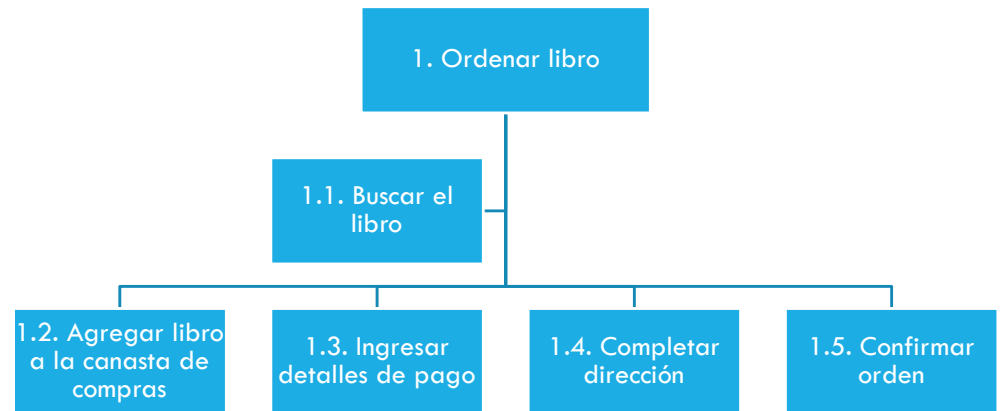 1. Ordenar libro
1.1. Buscar el
libro
1.2. Agregar libro
a la canasta de
compras
1.3. Ingresar
detalles de pago
1.4. Completar
dirección
1.5. Confirmar
orden